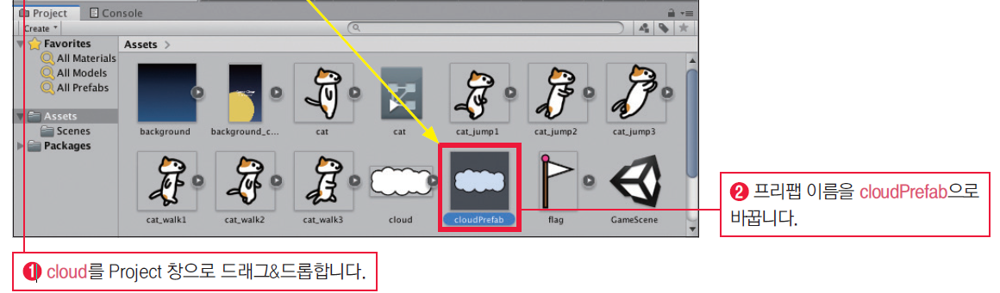 Project Console
Create
Favorites
All Materials
All Models
All Prefabs
Assets
Scenes
Packages
Assets >
background background_c... cat cat cat_jump1 cat_jump2 cat_jump3
cat_walk1 cat_walk2 cat_walk3 cloud cloudPrefab flag GameScene
❷ 프리팹 이름을 cloudPrefab으로
바꿉니다.
❶ cloud를 Project 창으로 드래그&드롭합니다.